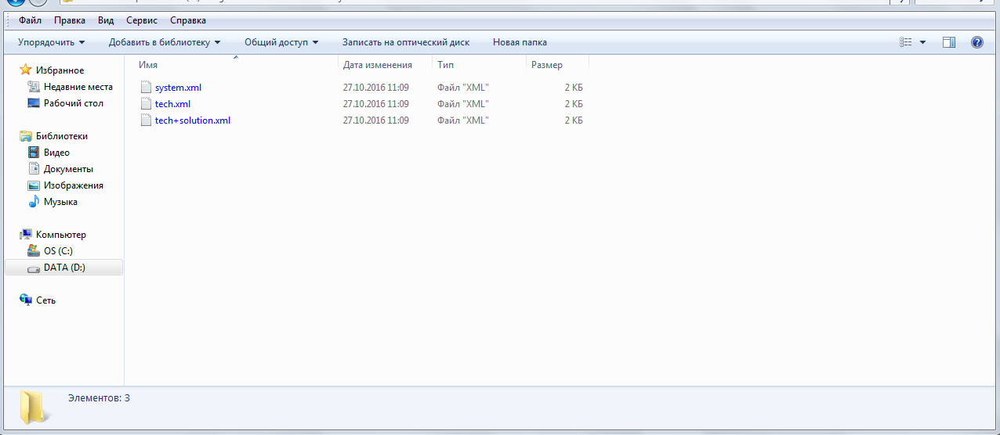 Файл Правка Вид Сервис Справка
Упорядочить Добавить в библиотеку Общий доступ Записать на оптический диск Новая папка
Имя Дата изменения Тип Размер
system.xml 27.10.2016 11:09 Файл "XML" 2 КБ
tech.xml 27.10.2016 11:09 Файл "XML" 2 КБ
tech+solution.xml 27.10.2016 11:09 Файл "XML" 2 КБ
Избранное
Недавние места
Рабочий стол
Библиотеки
Видео
Документы
Изображения
Музыка
Компьютер
OS (C:)
DATA (D:)
Сеть
Элементов: 3